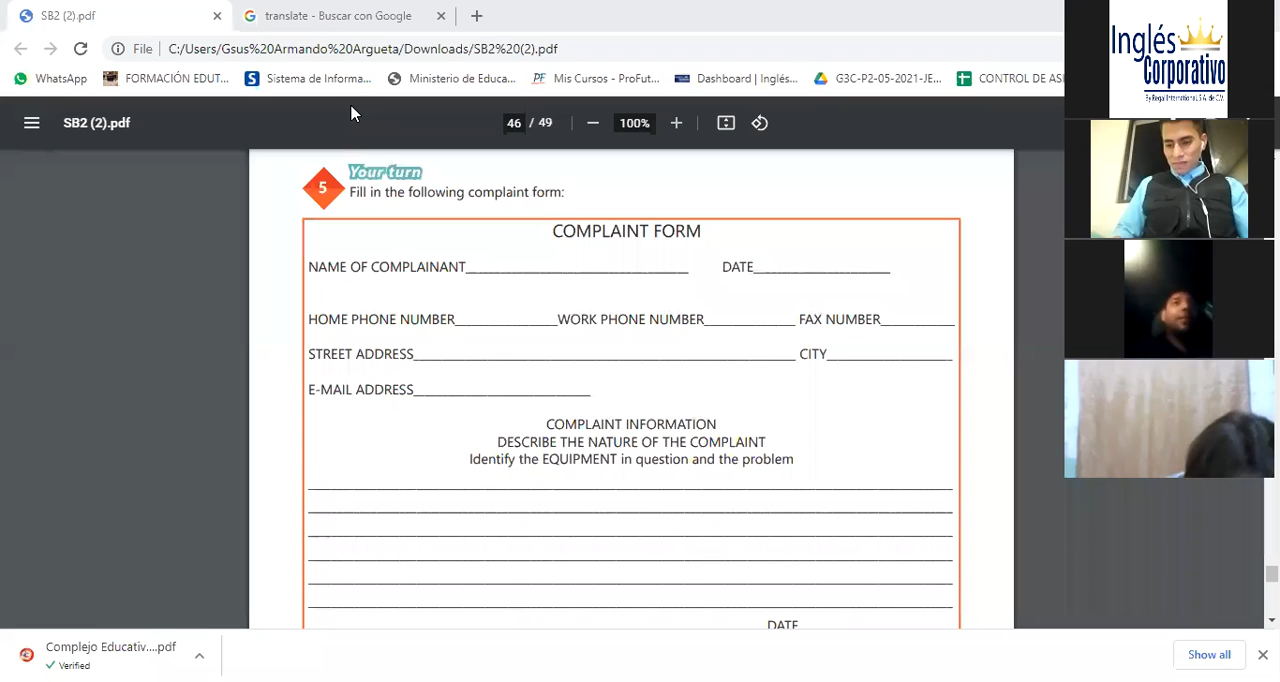 SB2 (2).pdf
translate - Buscar con Google
File
C:/Users/Gsus%20Armando%20Argueta/Downloads/SB2%20(2).pdf
WhatsApp
FORMACIÓN EDUT...
Sistema de Informa...
Ministerio de Educa...
Mis Cursos - ProFut...
Dashboard | Inglés...
G3C-P2-05-2021-JE...
CONTROL DE ASI
SB2 (2).pdf
46 / 49
100%
Inglés
Corporativo
5
Your turn
Fill in the following complaint form:
COMPLAINT FORM
NAME OF COMPLAINANT DATE
HOME PHONE NUMBER WORK PHONE NUMBER FAX NUMBER
STREET ADDRESS CITY
E-MAIL ADDRESS
COMPLAINT INFORMATION
DESCRIBE THE NATURE OF THE COMPLAINT
Identify the EQUIPMENT in question and the problem
DATE
Complejo Educativ....pdf
Verified
Show all